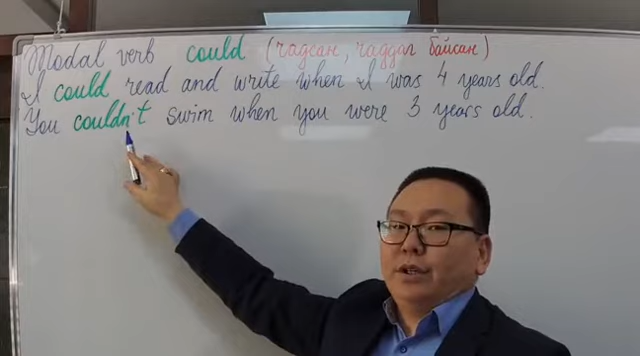 Modal verb could (чадсан, чаддаг байсан)
I could read and write when I was 4 years old.
You couldn't swim when you were 3 years old.